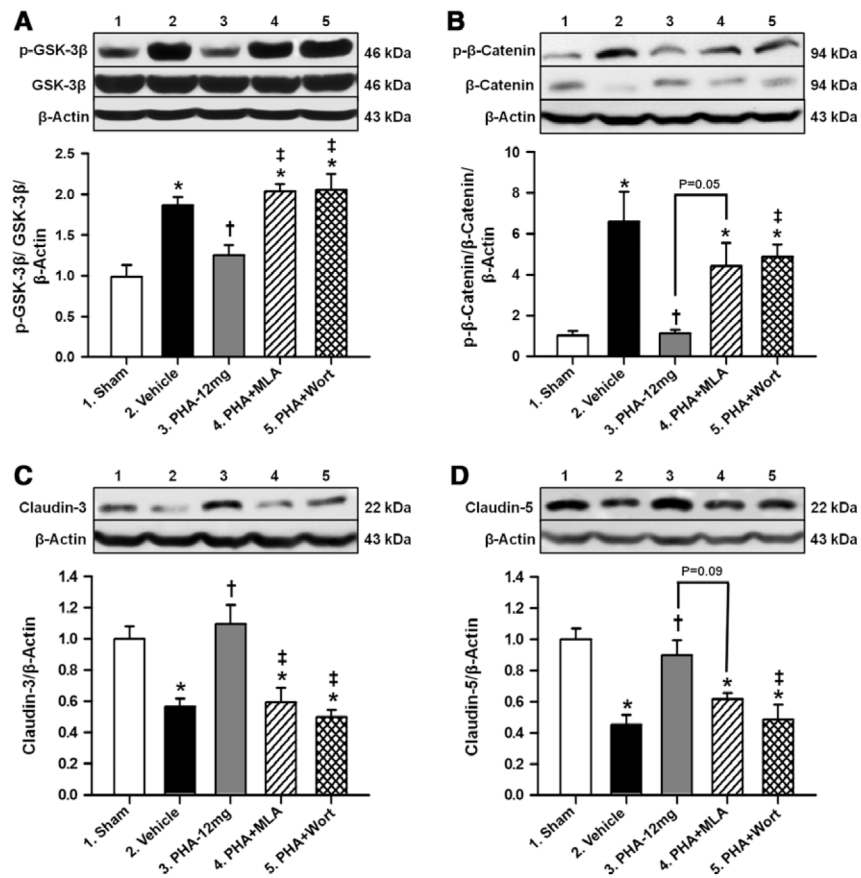 A
1 2 3 4 5
p-GSK-3β 46 kDa
GSK-3β 46 kDa
β-Actin 43 kDa
p-GSK-3β/ GSK-3β/
β-Actin
2.5
2.0
1.5
1.0
0.5
0.0
*
†
‡
*
‡
*
1. Sham
2. Vehicle
3. PHA-12mg
4. PHA+MLA
5. PHA+Wort
B
1 2 3 4 5
p-β-Catenin 94 kDa
β-Catenin 94 kDa
β-Actin 43 kDa
p-β-Catenin/β-Catenin/
β-Actin
10
8
6
4
2
0
*
†
P=0.05
*
‡
*
1. Sham
2. Vehicle
3. PHA-12mg
4. PHA+MLA
5. PHA+Wort
C
1 2 3 4 5
Claudin-3 22 kDa
β-Actin 43 kDa
Claudin-3/β-Actin
1.4
1.2
1.0
0.8
0.6
0.4
0.2
0.0
*
†
‡
*
‡
*
1. Sham
2. Vehicle
3. PHA-12mg
4. PHA+MLA
5. PHA+Wort
D
1 2 3 4 5
Claudin-5 22 kDa
β-Actin 43 kDa
Claudin-5/β-Actin
1.4
1.2
1.0
0.8
0.6
0.4
0.2
0.0
*
†
P=0.09
*
‡
*
1. Sham
2. Vehicle
3. PHA-12mg
4. PHA+MLA
5. PHA+Wort